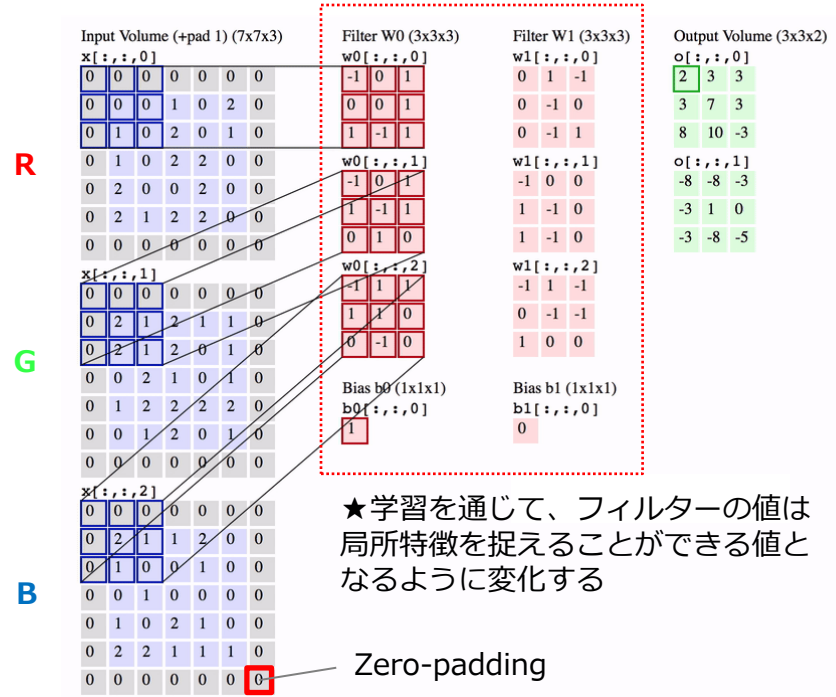 Input Volume (+pad 1) (7x7x3)
x[:,:,0]
0 0 0 0 0 0 0
0 0 0 1 0 2 0
0 1 0 2 0 1 0
0 1 0 2 2 0 0
0 2 0 0 2 0 0
0 2 1 2 2 0 0
0 0 0 0 0 0 0
R
x[:,:,1]
0 0 0 0 0 0 0
0 2 1 2 1 1 0
0 2 1 2 0 1 0
0 0 2 1 0 1 0
0 1 2 2 2 2 0
0 0 1 2 0 1 0
0 0 0 0 0 0 0
G
x[:,:,2]
0 0 0 0 0 0 0
0 2 1 1 2 0 0
0 1 0 0 1 0 0
0 0 1 0 0 0 0
0 1 0 2 1 0 0
0 2 2 1 1 1 0
0 0 0 0 0 0 0
B
Filter W0 (3x3x3)
w0[:,:,0]
-1 0 1
0 0 1
1 -1 1
w0[:,:,1]
-1 0 1
1 -1 1
0 1 0
w0[:,:,2]
-1 1 1
1 1 0
0 -1 0
Bias b0 (1x1x1)
b0[:,:,0]
1
Filter W1 (3x3x3)
w1[:,:,0]
0 1 -1
0 -1 0
0 -1 1
w1[:,:,1]
-1 0 0
1 -1 0
1 -1 0
w1[:,:,2]
-1 1 -1
0 -1 -1
1 0 0
Bias b1 (1x1x1)
b1[:,:,0]
0
Output Volume (3x3x2)
o[:,:,0]
2 3 3
3 7 3
8 10 -3
o[:,:,1]
-8 -8 -3
-3 1 0
-3 -8 -5
★学習を通じて、フィルターの値は
局所特徴を捉えることができる値と
なるように変化する
Zero-padding